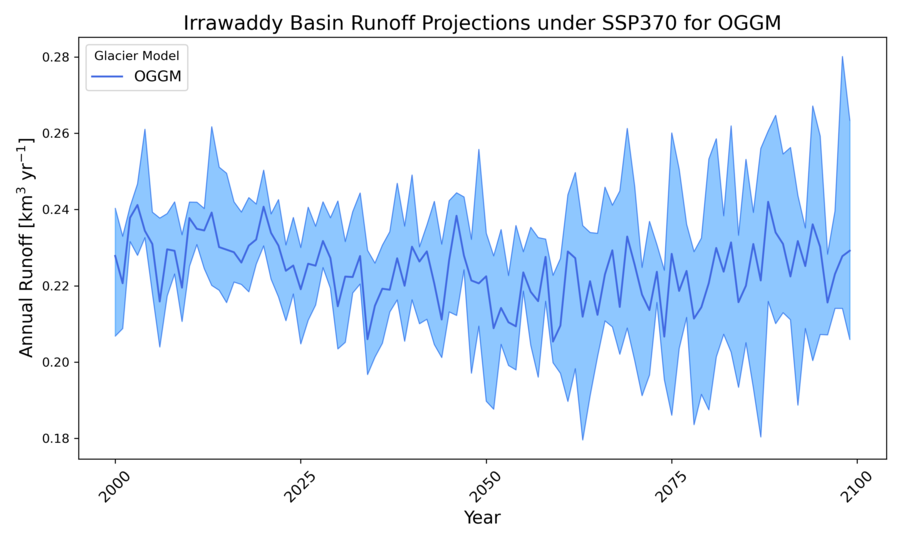 Irrawaddy Basin Runoff Projections under SSP370 for OGGM
Glacier Model
OGGM
Annual Runoff [km³ yr⁻¹]
0.28
0.26
0.24
0.22
0.20
0.18
2000
2025
2050
2075
2100
Year